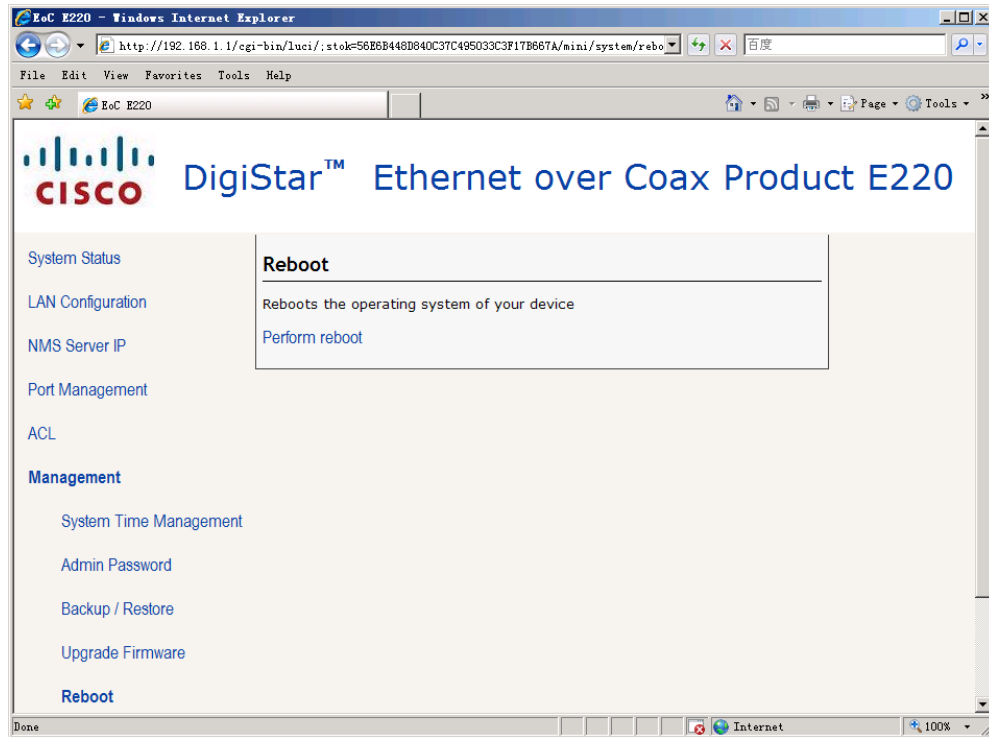 EoC E220 - Windows Internet Explorer
http://192.168.1.1/cgi-bin/luci/;stok=56E6B448D840C37C495033C3F17B667A/mini/system/rebo
百度
File Edit View Favorites Tools Help
EoC E220
Page
Tools
CISCO
DigiStar™ Ethernet over Coax Product E220
System Status
LAN Configuration
NMS Server IP
Port Management
ACL
Management
System Time Management
Admin Password
Backup / Restore
Upgrade Firmware
Reboot
Reboot
Reboots the operating system of your device
Perform reboot
Done
Internet
100%